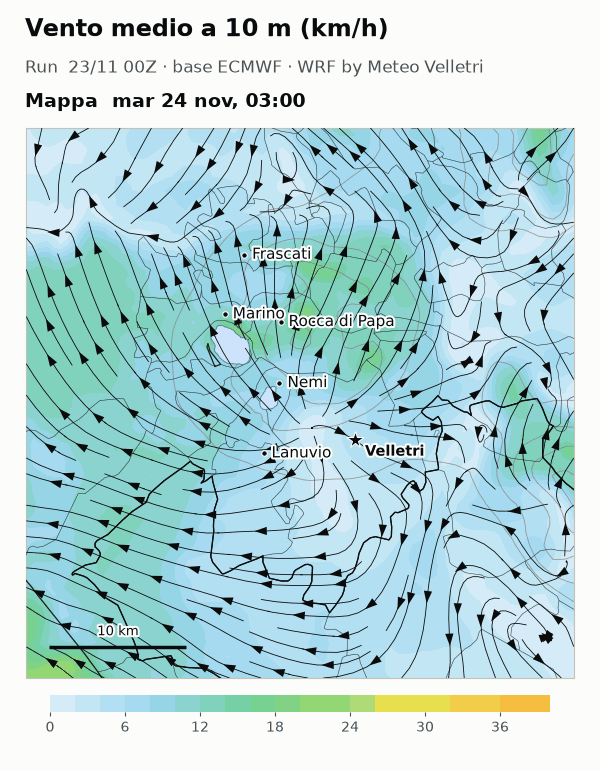 Vento medio a 10 m (km/h)
Run  23/11 00Z · base ECMWF · WRF by Meteo Velletri
Mappa  mar 24 nov, 03:00
Frascati
Marino
Rocca di Papa
Nemi
Velletri
Lanuvio
10 km
0 6 12 18 24 30 36